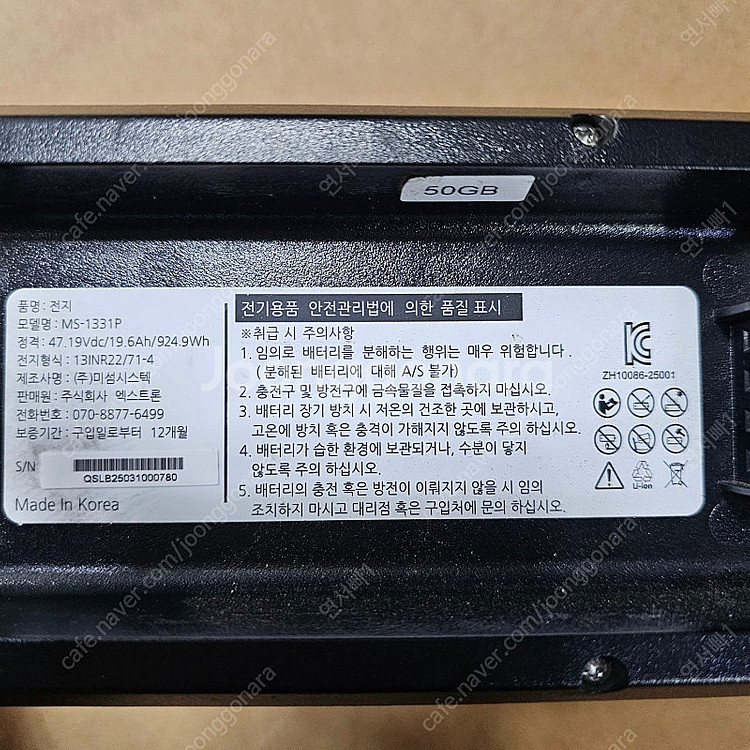 50GB
품명 : 전지
모델명 : MS-1331P
정격 : 47.19Vdc/19.6Ah/924.9Wh
전지형식 : 13INR22/71-4
제조사명 : (주)미섬시스텍
판매원 : 주식회사 엑스트론
전화번호 : 070-8877-6499
보증기간 : 구입일로부터 12개월
S/N
QSLB25031000780
Made In Korea
전기용품 안전관리법에 의한 품질 표시
※취급 시 주의사항
1. 임의로 배터리를 분해하는 행위는 매우 위험합니다.
(분해된 배터리에 대해 A/S 불가)
2. 충전구 및 방전구에 금속물질을 접촉하지 마십시오.
3. 배터리 장기 방치 시 저온의 건조한 곳에 보관하시고,
고온에 방치 혹은 충격이 가해지지 않도록 주의 하십시오.
4. 배터리가 습한 환경에 보관되거나, 수분이 닿지
않도록 주의 하십시오.
5. 배터리의 충전 혹은 방전이 이뤄지지 않을 시 임의
조치하지 마시고 대리점 혹은 구입처에 문의 하십시오.
ZH10086-25001
Li-ion
cafe.naver.com/joonggonara
연서빠-1
Joonggonara